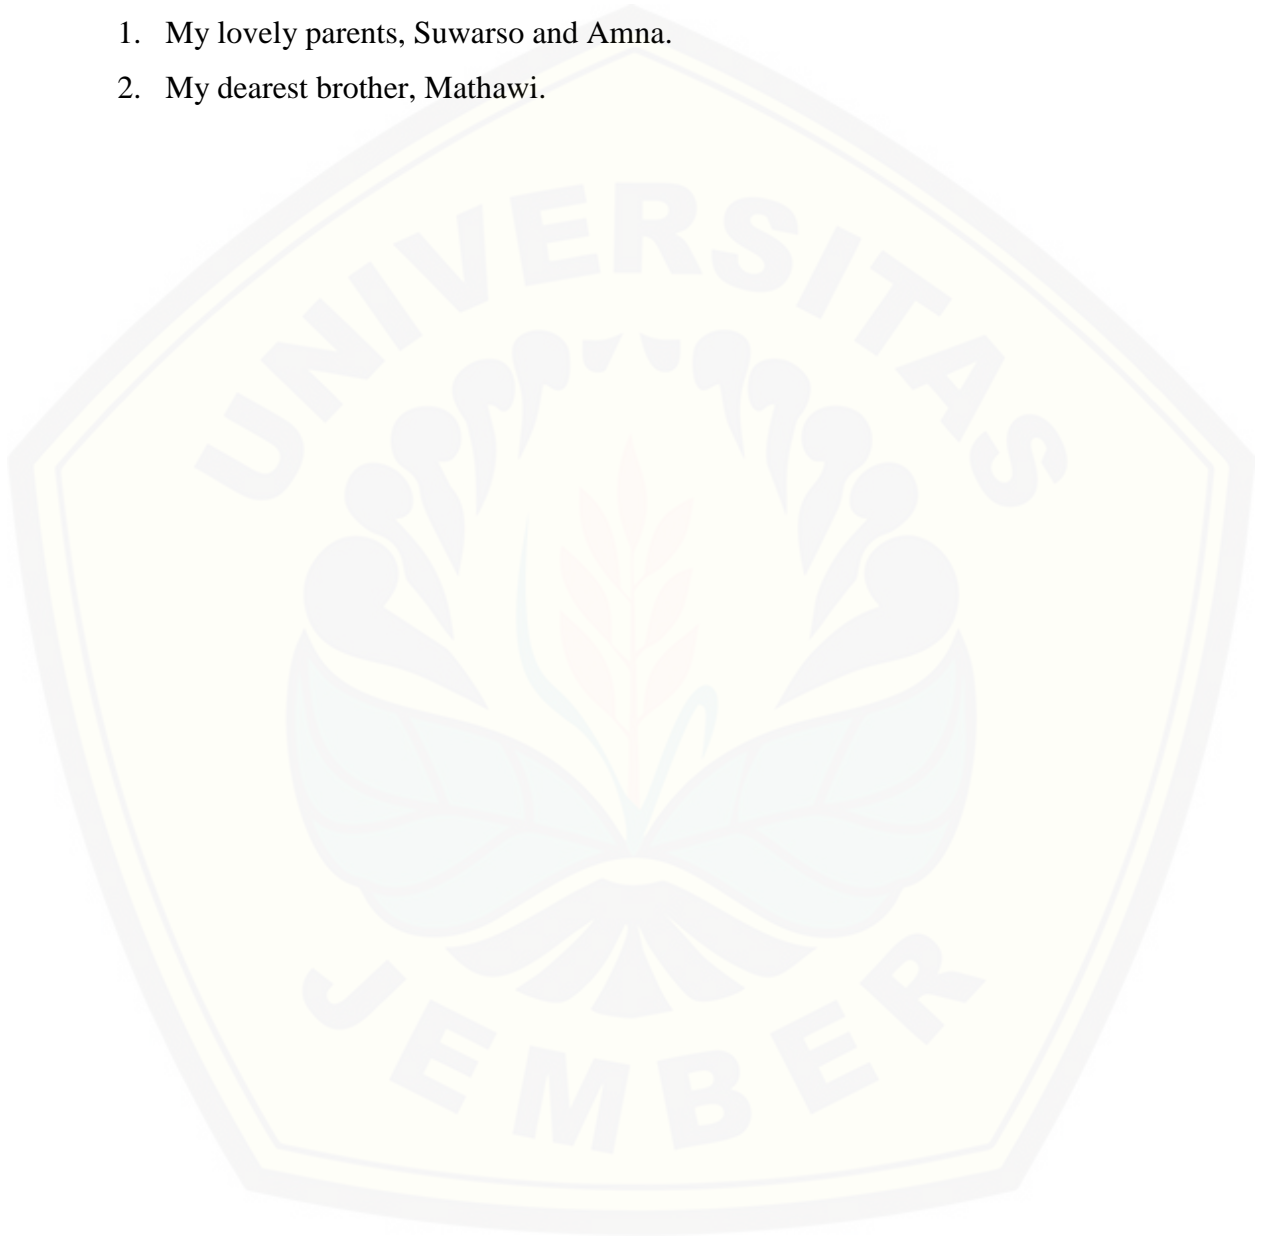 1. My lovely parents, Suwarso and Amna.
2. My dearest brother, Mathawi.
UNIVERSITAS
JEMBER